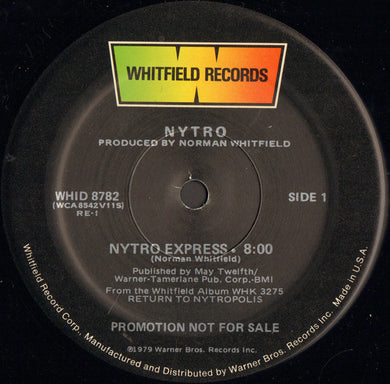 WHITFIELD RECORDS
NYTRO
PRODUCED BY NORMAN WHITFIELD
WHID 8782
(WCA8542V11S)
RE-1
SIDE 1
NYTRO EXPRESS • 8:00
(Norman Whitfield)
Published by May Twelfth/
Warner-Tamerlane Pub. Corp.-BMI
From the Whitfield Album WHK 3275
RETURN TO NYTROPOLIS
PROMOTION NOT FOR SALE
©1979 Warner Bros. Records Inc.
Whitfield Record Corp., Manufactured and Distributed by Warner Bros. Records Inc. Made in U.S.A.